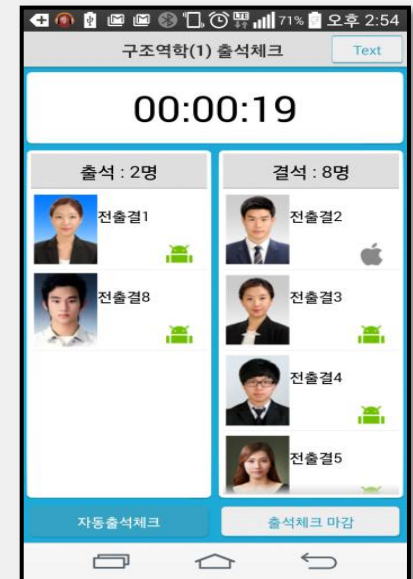 71% 오후 2:54
구조역학(1) 출석체크 Text
00:00:19
출석 : 2명
전출결1
전출결8
결석 : 8명
전출결2
전출결3
전출결4
전출결5
자동출석체크 출석체크 마감